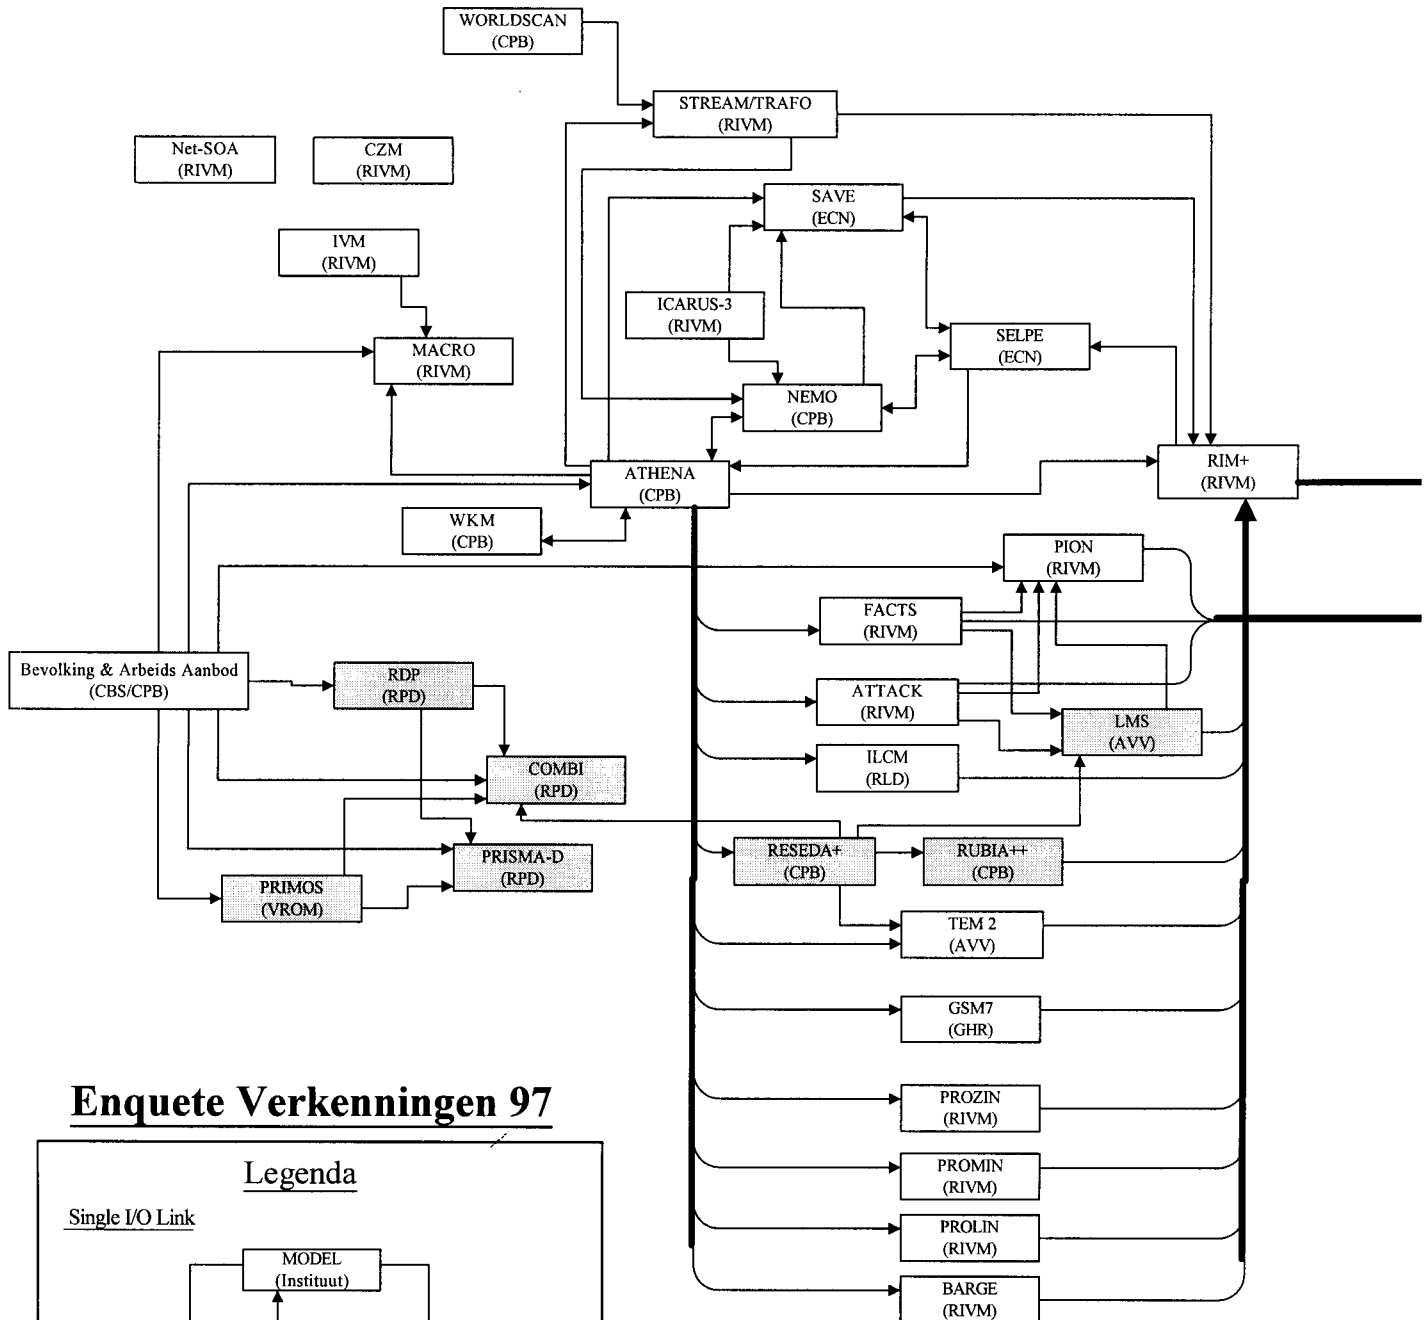 WORLDSCAN
(CPB)
STREAM/TRAFO
(RIVM)
Net-SOA
(RIVM)
CZM
(RIVM)
SAVE
(ECN)
IVM
(RIVM)
ICARUS-3
(RIVM)
SELPE
(ECN)
MACRO
(RIVM)
NEMO
(CPB)
ATHENA
(CPB)
RIM+
(RIVM)
WKM
(CPB)
PION
(RIVM)
FACTS
(RIVM)
Bevolking & Arbeids Aanbod
(CBS/CPB)
RDP
(RPD)
ATTACK
(RIVM)
LMS
(AVV)
ILCM
(RLD)
COMBI
(RPD)
RESEDA+
(CPB)
RUBIA++
(CPB)
PRISMA-D
(RPD)
PRIMOS
(VROM)
TEM 2
(AVV)
GSM7
(GHR)
PROZIN
(RIVM)
PROMIN
(RIVM)
PROLIN
(RIVM)
BARGE
(RIVM)
Enquete Verkenningen 97
Legenda
Single I/O Link
MODEL
(Instituut)